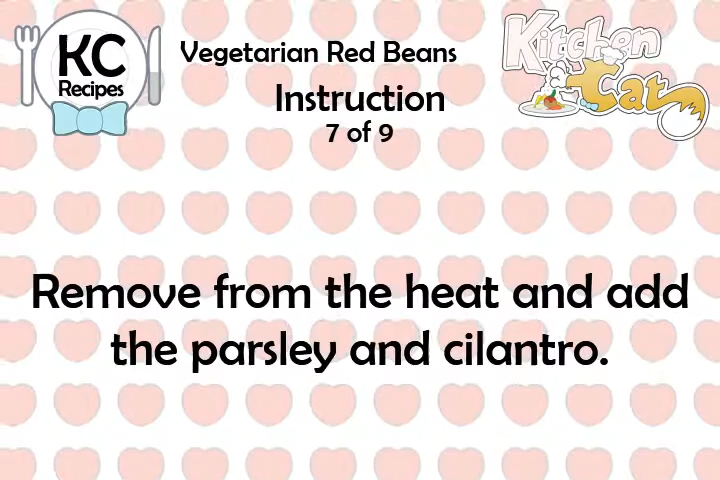 KC
Recipes
Vegetarian Red Beans
Kitchen
Cat
Instruction
7 of 9
Remove from the heat and add
the parsley and cilantro.